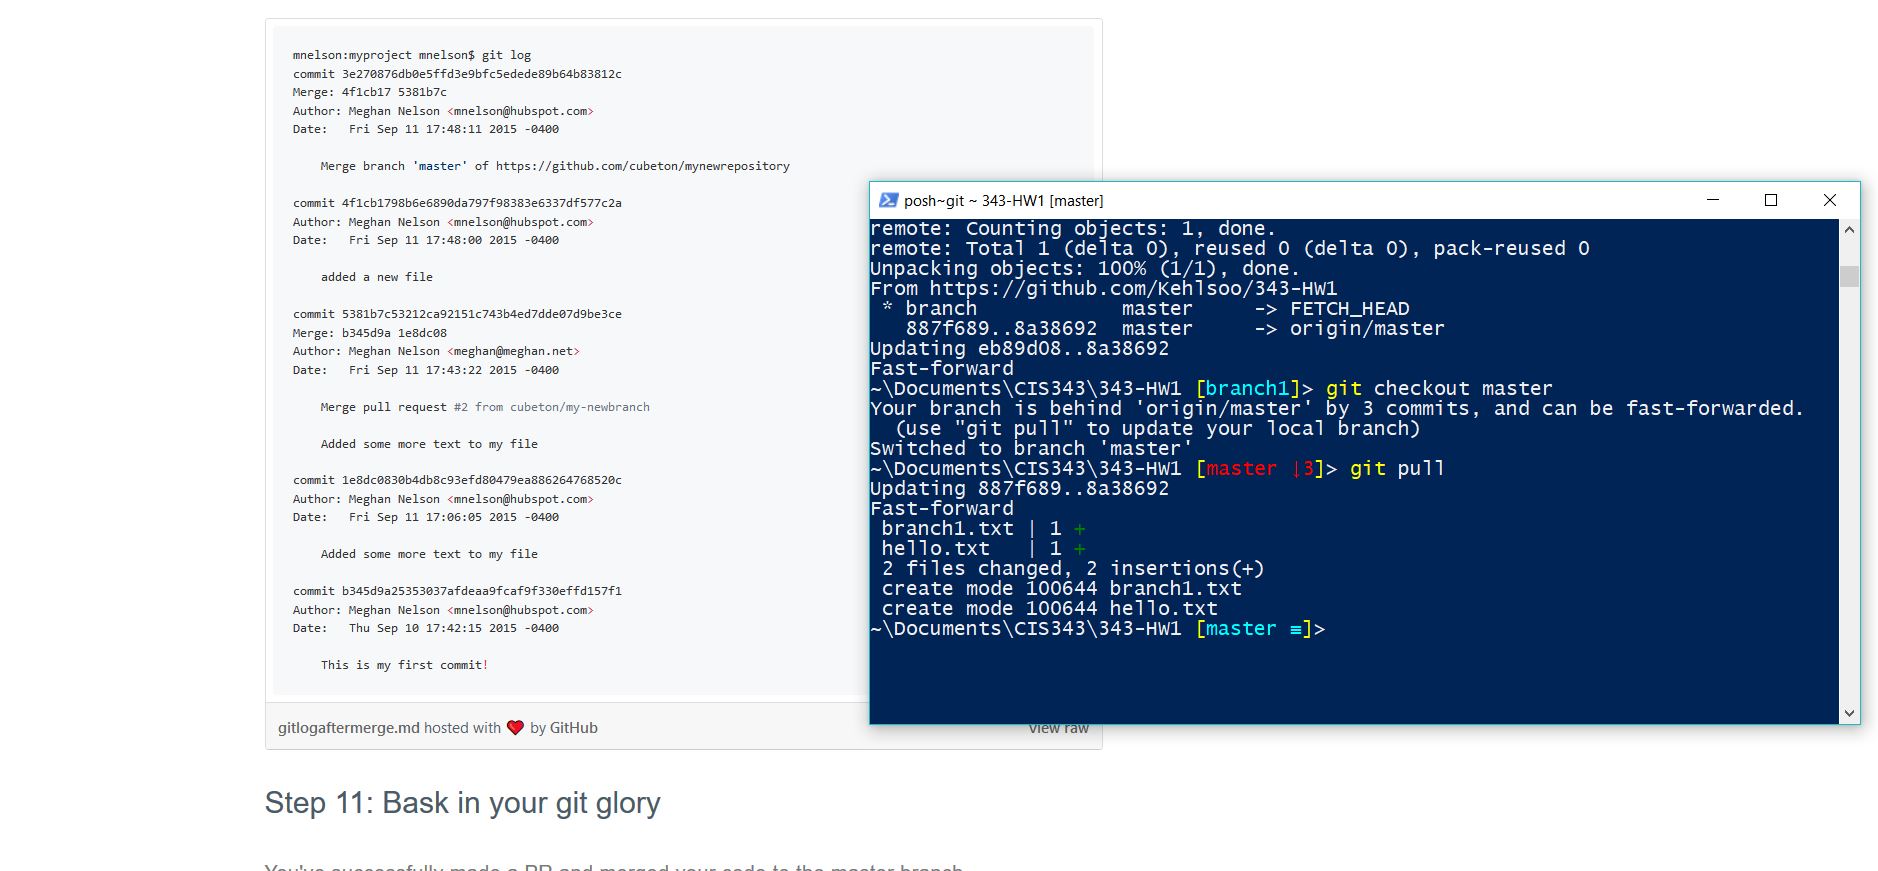 mnelson:myproject mnelson$ git log
commit 3e270876db0e5ffd3e9bfc5edede89b64b83812c
Merge: 4f1cb17 5381b7c
Author: Meghan Nelson <mnelson@hubspot.com>
Date:   Fri Sep 11 17:48:11 2015 -0400
Merge branch 'master' of https://github.com/cubeton/mynewrepository
commit 4f1cb1798b6e6890da797f98383e6337df577c2a
Author: Meghan Nelson <mnelson@hubspot.com>
Date:   Fri Sep 11 17:48:00 2015 -0400
added a new file
commit 5381b7c53212ca92151c743b4ed7dde07d9be3ce
Merge: b345d9a 1e8dc08
Author: Meghan Nelson <meghan@meghan.net>
Date:   Fri Sep 11 17:43:22 2015 -0400
Merge pull request #2 from cubeton/my-newbranch
Added some more text to my file
commit 1e8dc0830b4db8c93efd80479ea886264768520c
Author: Meghan Nelson <mnelson@hubspot.com>
Date:   Fri Sep 11 17:06:05 2015 -0400
Added some more text to my file
commit b345d9a25353037afdeaa9fcaf9f330effd157f1
Author: Meghan Nelson <mnelson@hubspot.com>
Date:   Thu Sep 10 17:42:15 2015 -0400
This is my first commit!
gitlogaftermerge.md hosted with ❤ by GitHub
view raw
Step 11: Bask in your git glory
You've successfully made a PR and merged your code to the master branch
posh~git ~ 343-HW1 [master]
remote: Counting objects: 1, done.
remote: Total 1 (delta 0), reused 0 (delta 0), pack-reused 0
Unpacking objects: 100% (1/1), done.
From https://github.com/Kehlsoo/343-HW1
 * branch            master     -> FETCH_HEAD
   887f689..8a38692  master     -> origin/master
Updating eb89d08..8a38692
Fast-forward
~\Documents\CIS343\343-HW1 [branch1]> git checkout master
Your branch is behind 'origin/master' by 3 commits, and can be fast-forwarded.
  (use "git pull" to update your local branch)
Switched to branch 'master'
~\Documents\CIS343\343-HW1 [master ↓3]> git pull
Updating 887f689..8a38692
Fast-forward
 branch1.txt | 1 +
 hello.txt   | 1 +
 2 files changed, 2 insertions(+)
 create mode 100644 branch1.txt
 create mode 100644 hello.txt
~\Documents\CIS343\343-HW1 [master ≡]>